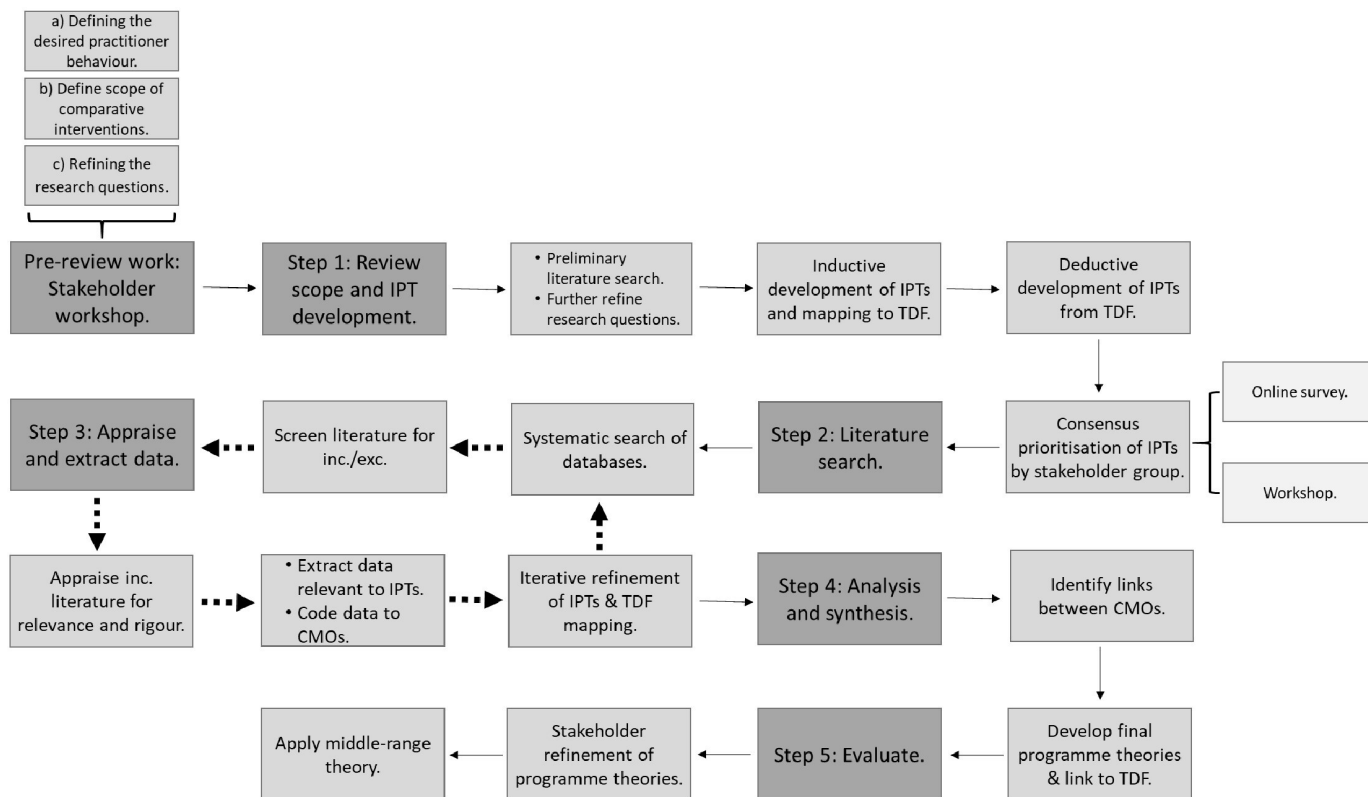 a) Defining the
desired practitioner
behaviour.
b) Define scope of
comparative
interventions.
c) Refining the
research questions.
Pre-review work:
Stakeholder
workshop.
Step 1: Review
scope and IPT
development.
• Preliminary
literature search.
• Further refine
research questions.
Inductive
development of IPTs
and mapping to TDF.
Deductive
development of IPTs
from TDF.
Online survey.
Workshop.
Consensus
prioritisation of IPTs
by stakeholder group.
Step 2: Literature
search.
Systematic search of
databases.
Screen literature for
inc./exc.
Step 3: Appraise
and extract data.
Appraise inc.
literature for
relevance and rigour.
• Extract data
relevant to IPTs.
• Code data to
CMOs.
Iterative refinement
of IPTs & TDF
mapping.
Step 4: Analysis
and synthesis.
Identify links
between CMOs.
Develop final
programme theories
& link to TDF.
Step 5: Evaluate.
Stakeholder
refinement of
programme theories.
Apply middle-range
theory.